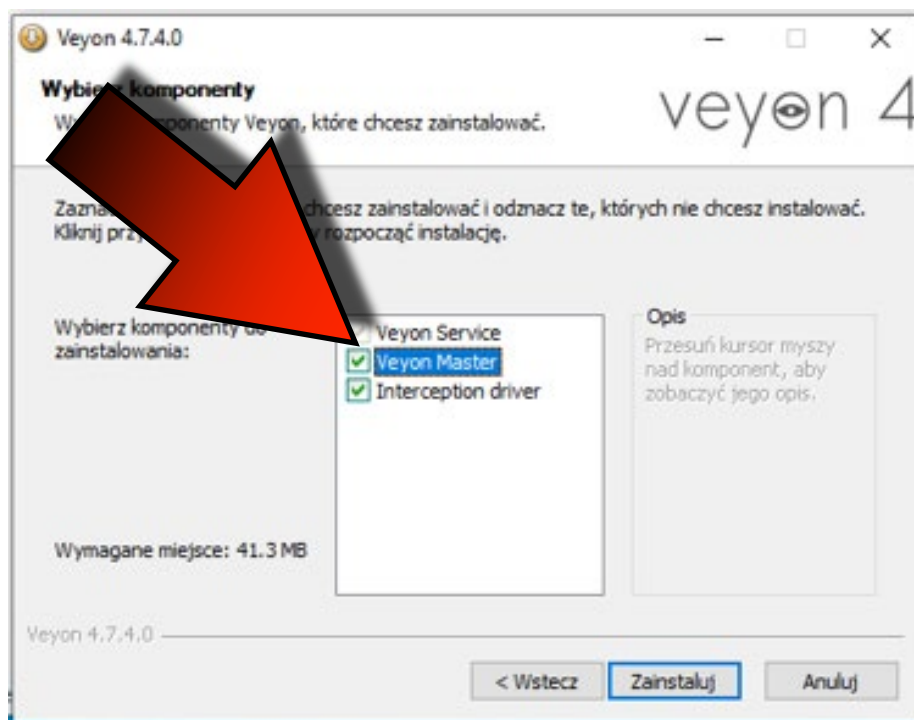 Veyon 4.7.4.0
Wybierz komponenty
komponenty Veyon, które chcesz zainstalować.
veyon 4
chcesz zainstalować i odznacz te, których nie chcesz instalować.
Kliknij rozpocząć instalację.
Wybierz komponenty do
zainstalowania:
Veyon Service
Veyon Master
Interception driver
Opis
Przesuń kursor myszy
nad komponent, aby
zobaczyć jego opis.
Wymagane miejsce: 41.3 MB
Veyon 4.7.4.0
< Wstecz
Zainstaluj
Anuluj